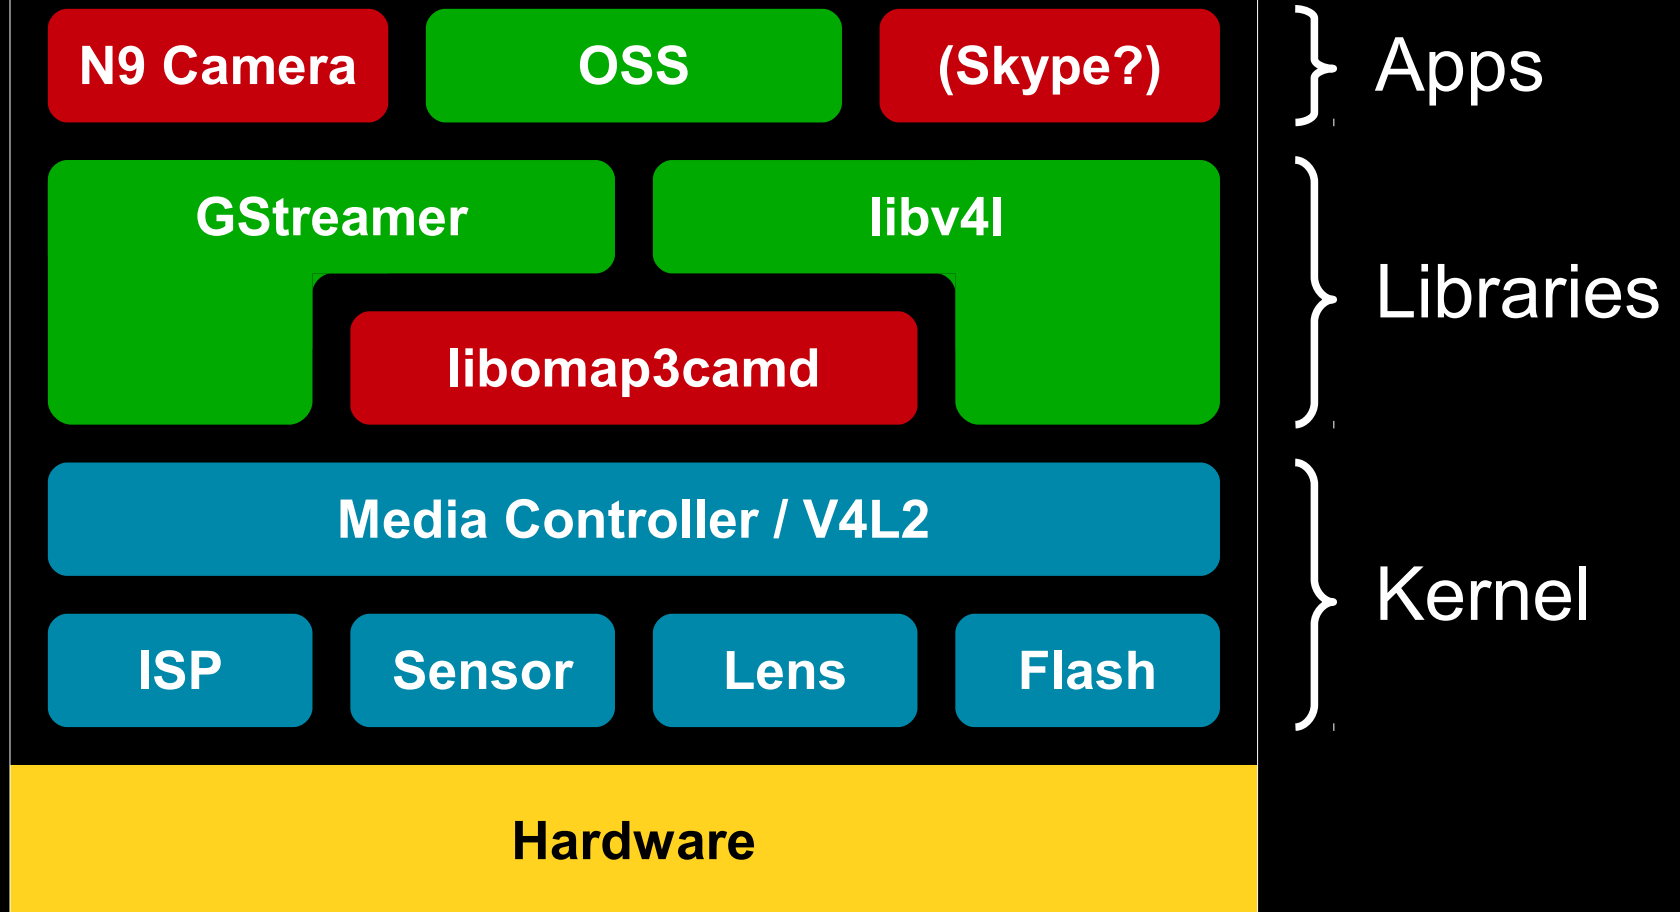 N9 Camera
OSS
(Skype?)
Apps
GStreamer
libv4l
Libraries
libomap3camd
Media Controller / V4L2
Kernel
ISP
Sensor
Lens
Flash
Hardware